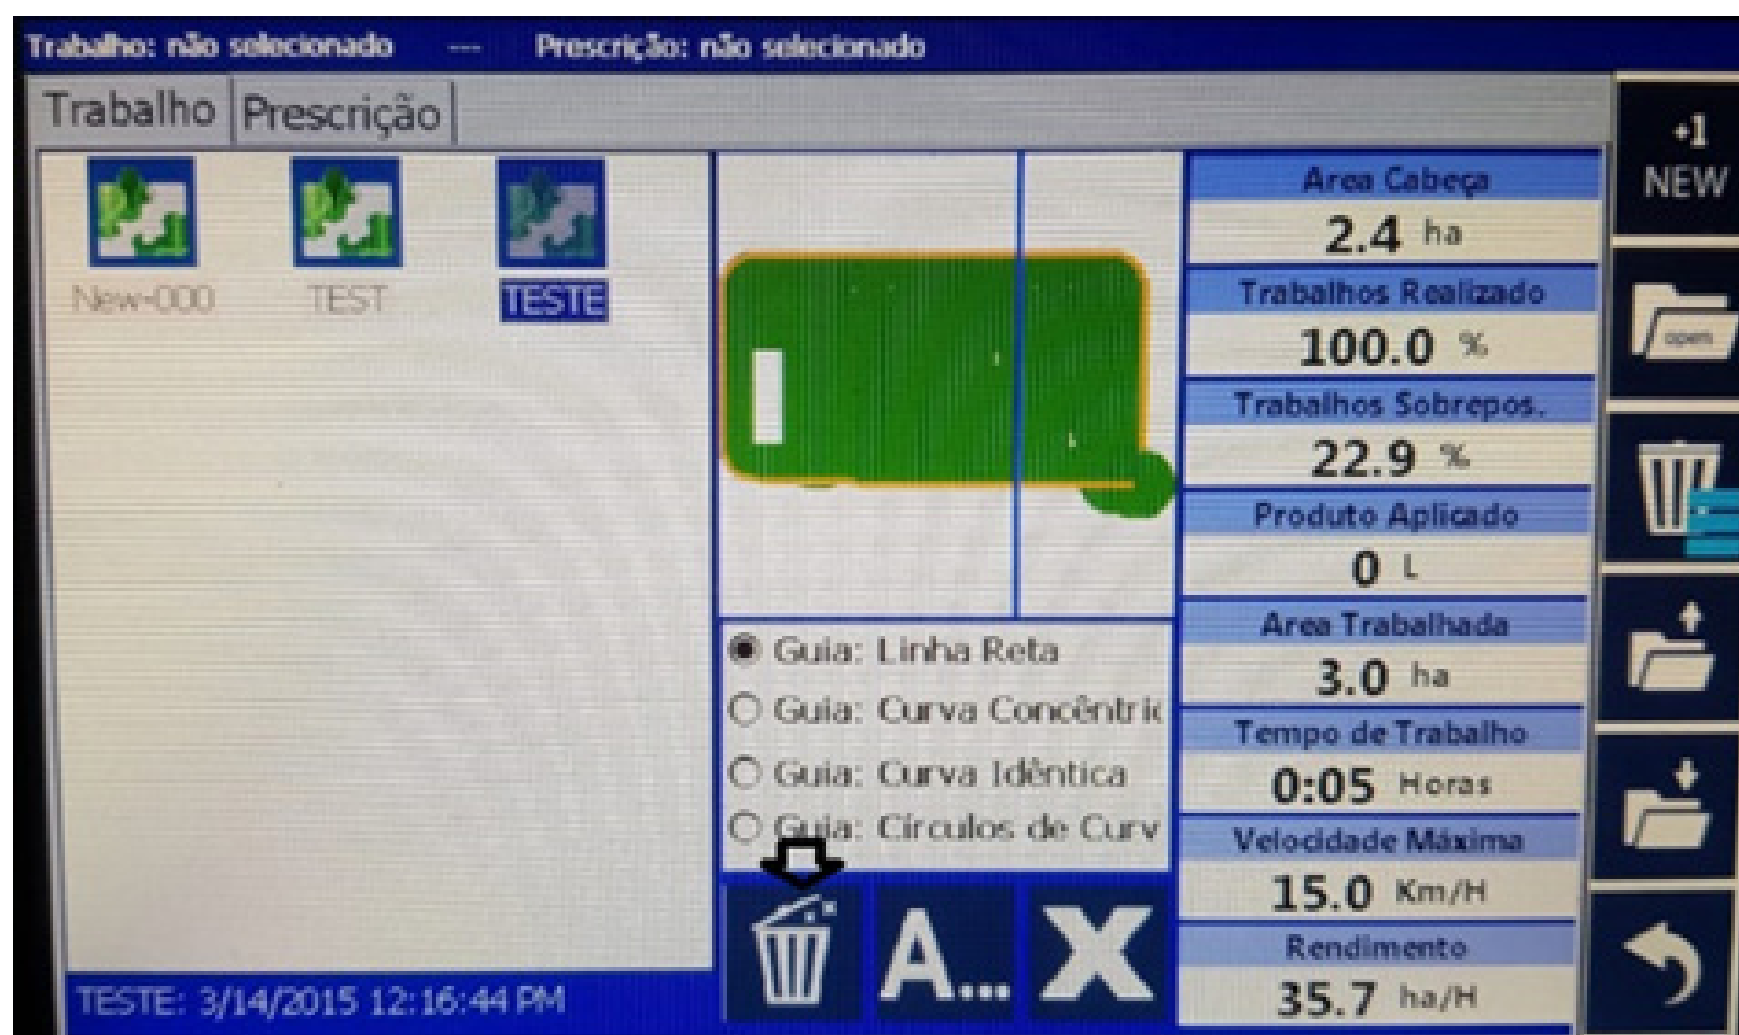 Trabalho: não selecionado --- Prescrição: não selecionado
Trabalho Prescrição
New-000 TEST TESTE
TESTE: 3/14/2015 12:16:44 PM
Guia: Linha Reta
Guia: Curva Concêntric
Guia: Curva Idêntica
Guia: Círculos de Curv
A... X
Area Cabeça
2.4 ha
Trabalhos Realizado
100.0 %
Trabalhos Sobrepos.
22.9 %
Produto Aplicado
0 L
Area Trabalhada
3.0 ha
Tempo de Trabalho
0:05 Horas
Velocidade Máxima
15.0 Km/H
Rendimento
35.7 ha/H
+1
NEW
open